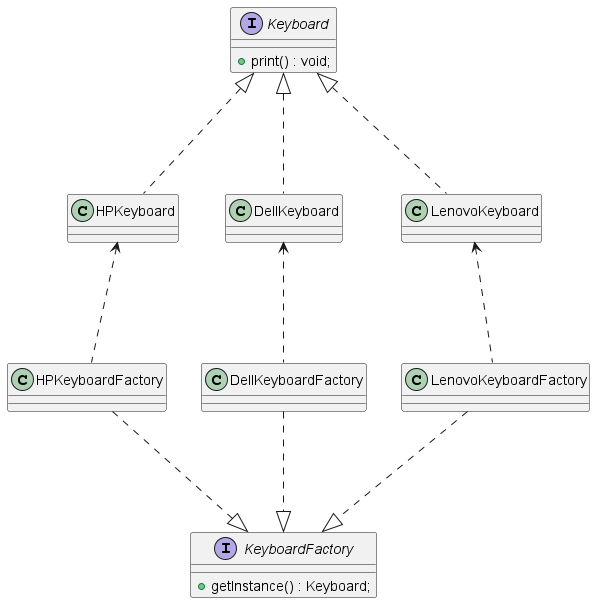 I Keyboard
print() : void;
C HPKeyboard
C DellKeyboard
C LenovoKeyboard
C HPKeyboardFactory
C DellKeyboardFactory
C LenovoKeyboardFactory
I KeyboardFactory
getInstance() : Keyboard;